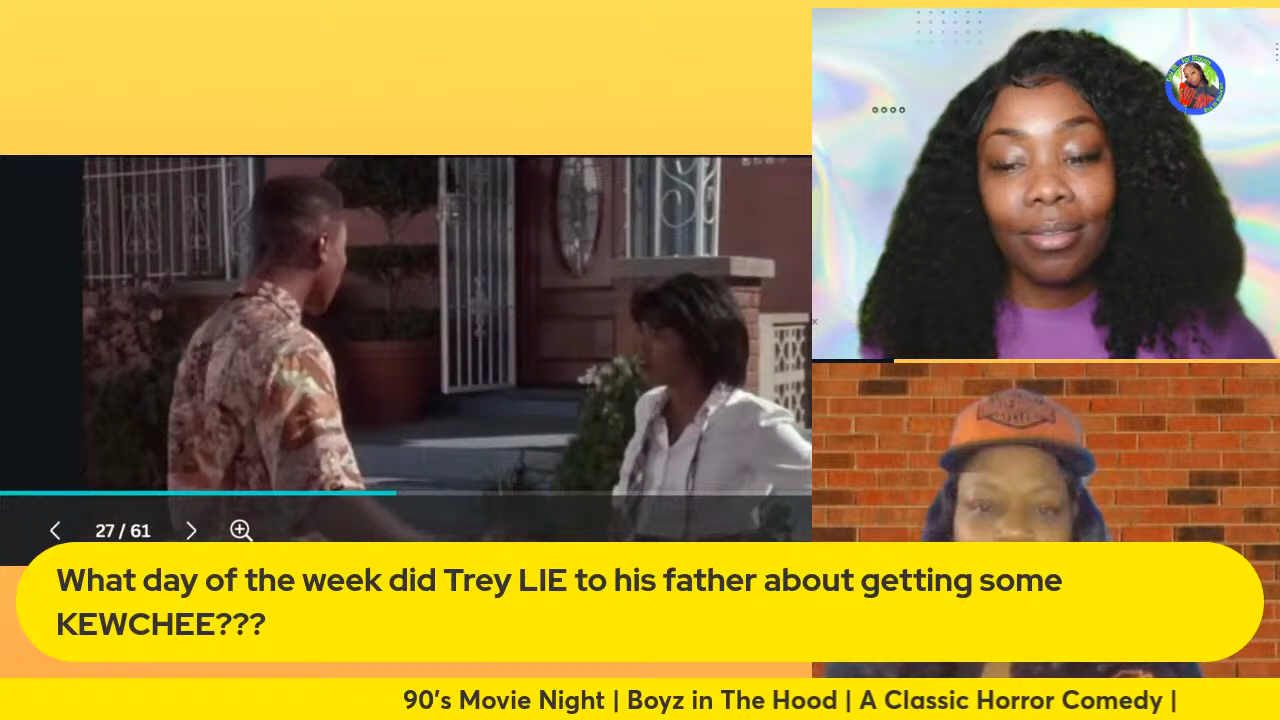 27 / 61
What day of the week did Trey LIE to his father about getting some
KEWCHEE???
90's Movie Night | Boyz in The Hood | A Classic Horror Comedy |